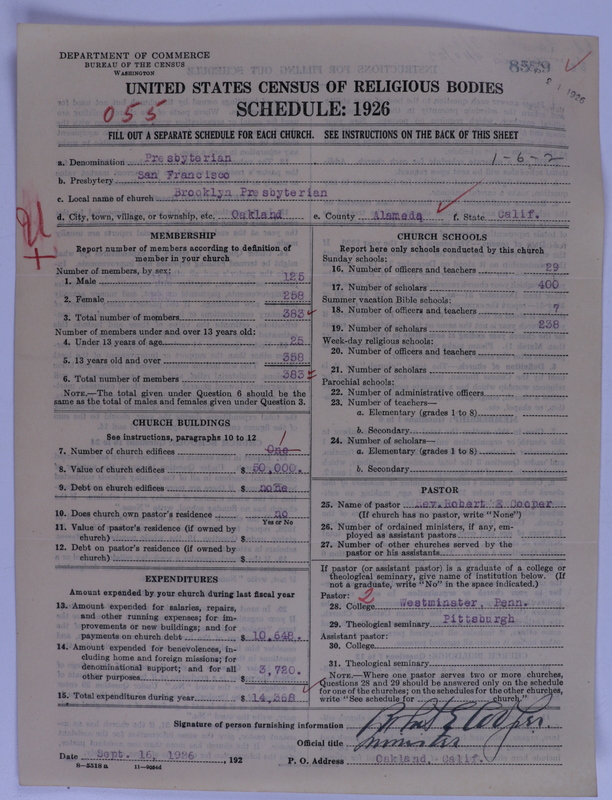 DEPARTMENT OF COMMERCE
BUREAU OF THE CENSUS
WASHINGTON
8529
UNITED STATES CENSUS OF RELIGIOUS BODIES
055
SCHEDULE: 1926
FILL OUT A SEPARATE SCHEDULE FOR EACH CHURCH. SEE INSTRUCTIONS ON THE BACK OF THIS SHEET
a. Denomination Presbyterian 1-6-2
b. Presbytery San Francisco
c. Local name of church Brooklyn Presbyterian
d. City, town, village, or township, etc. Oakland e. County Alameda f. State Calif.
MEMBERSHIP
Report number of members according to definition of
member in your church
Number of members, by sex:
1. Male 125
2. Female 258
3. Total number of members 383
Number of members under and over 13 years old:
4. Under 13 years of age 25
5. 13 years old and over 358
6. Total number of members 383
NOTE.—The total given under Question 6 should be the
same as the total of males and females given under Question 3.
CHURCH BUILDINGS
See instructions, paragraphs 10 to 12
7. Number of church edifices One 1
8. Value of church edifices $ 50,000.
9. Debt on church edifices $ none
10. Does church own pastor's residence no
Yes or No
11. Value of pastor's residence (if owned by
church) $
12. Debt on pastor's residence (if owned by
church) $
EXPENDITURES
Amount expended by your church during last fiscal year
13. Amount expended for salaries, repairs,
and other running expenses; for im-
provements or new buildings; and for
payments on church debt $ 10,648.
14. Amount expended for benevolences, in-
cluding home and foreign missions; for
denominational support; and for all
other purposes $ 3,720.
15. Total expenditures during year $ 14,368
CHURCH SCHOOLS
Report here only schools conducted by this church
Sunday schools:
16. Number of officers and teachers 29
17. Number of scholars 400
Summer vacation Bible schools:
18. Number of officers and teachers 7
19. Number of scholars 238
Week-day religious schools:
20. Number of officers and teachers
21. Number of scholars
Parochial schools:
22. Number of administrative officers
23. Number of teachers—
a. Elementary (grades 1 to 8)
b. Secondary
24. Number of scholars—
a. Elementary (grades 1 to 8)
b. Secondary
PASTOR
25. Name of pastor Rev. Robert E Cooper
(If church has no pastor, write "None")
26. Number of ordained ministers, if any, em-
ployed as assistant pastors
27. Number of other churches served by the
pastor or his assistants
If pastor (or assistant pastor) is a graduate of a college or
theological seminary, give name of institution below. (If
not a graduate, write "No" in the space indicated.)
Pastor: 2
28. College Westminster, Penn.
29. Theological seminary Pittsburgh
Assistant pastor:
30. College
31. Theological seminary
NOTE.—Where one pastor serves two or more churches,
Questions 28 and 29 should be answered only on the schedule
for one of the churches; on the schedules for the other churches,
write "See schedule for church."
Signature of person furnishing information Robert E Cooper
Official title minister
Date Sept. 16, 1926, 192 P. O. Address Oakland, Calif.
8-5518 a